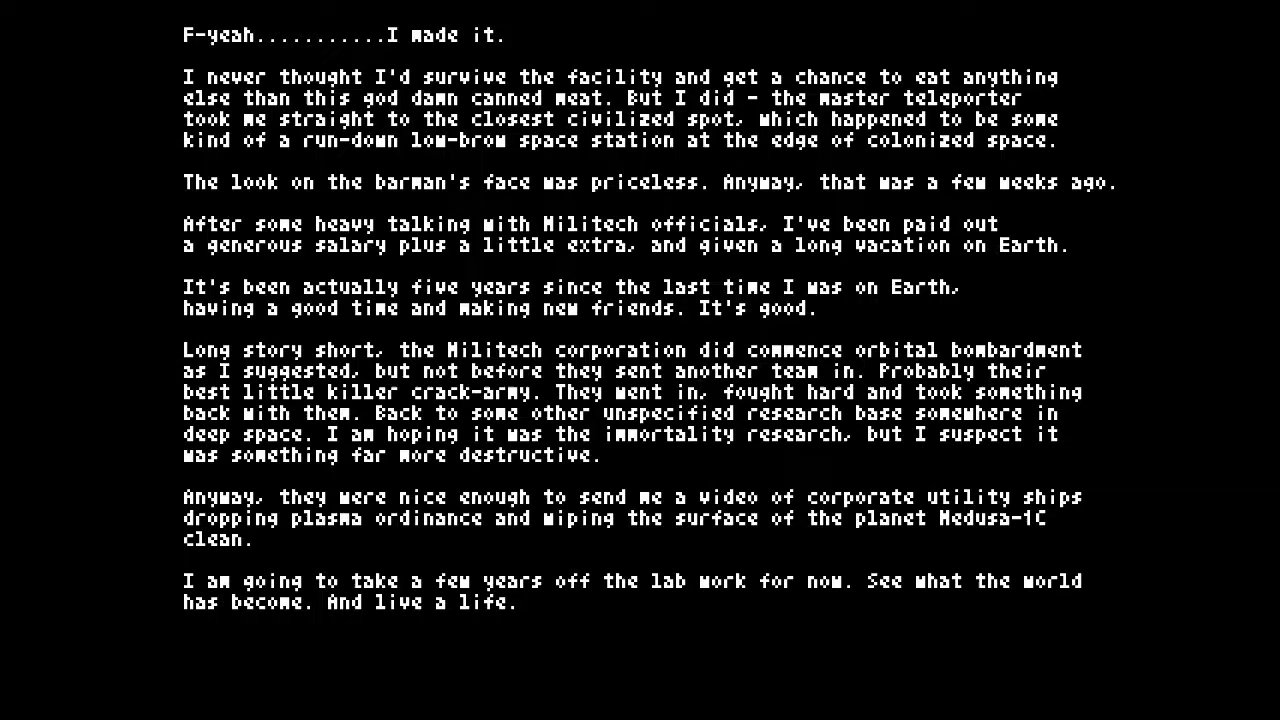 F-yeah...........I made it.
I never thought I'd survive the facility and get a chance to eat anything
else than this god damn canned meat. But I did - the master teleporter
took me straight to the closest civilized spot, which happened to be some
kind of a run-down low-brow space station at the edge of colonized space.
The look on the barman's face was priceless. Anyway, that was a few weeks ago.
After some heavy talking with Militech officials, I've been paid out
a generous salary plus a little extra, and given a long vacation on Earth.
It's been actually five years since the last time I was on Earth,
having a good time and making new friends. It's good.
Long story short, the Militech corporation did commence orbital bombardment
as I suggested, but not before they sent another team in. Probably their
best little killer crack-army. They went in, fought hard and took something
back with them. Back to some other unspecified research base somewhere in
deep space. I am hoping it was the immortality research, but I suspect it
was something far more destructive.
Anyway, they were nice enough to send me a video of corporate utility ships
dropping plasma ordinance and wiping the surface of the planet Medusa-1C
clean.
I am going to take a few years off the lab work for now. See what the world
has become. And live a life.